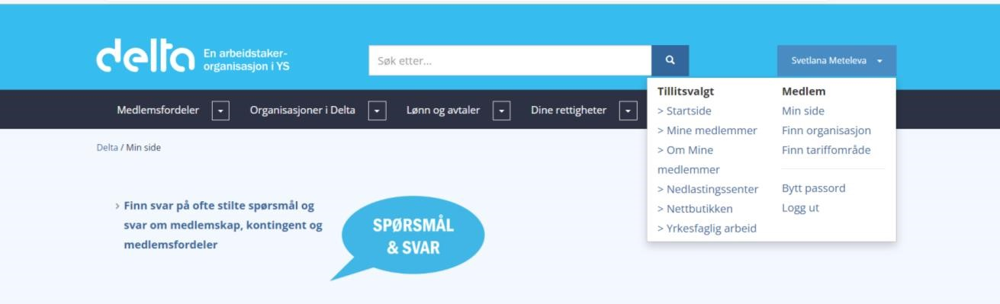 delta
En arbeidstaker-
organisasjon i YS
Søk etter...
Svetlana Meteleva
Medlemsfordeler
Organisasjoner i Delta
Lønn og avtaler
Dine rettigheter
Tillitsvalgt
> Startside
> Mine medlemmer
> Om Mine
medlemmer
> Nedlastingssenter
> Nettbutikken
> Yrkesfaglig arbeid
Medlem
Min side
Finn organisasjon
Finn tariffområde
Bytt passord
Logg ut
Delta / Min side
› Finn svar på ofte stilte spørsmål og
svar om medlemskap, kontingent og
medlemsfordeler
SPØRSMÅL
& SVAR